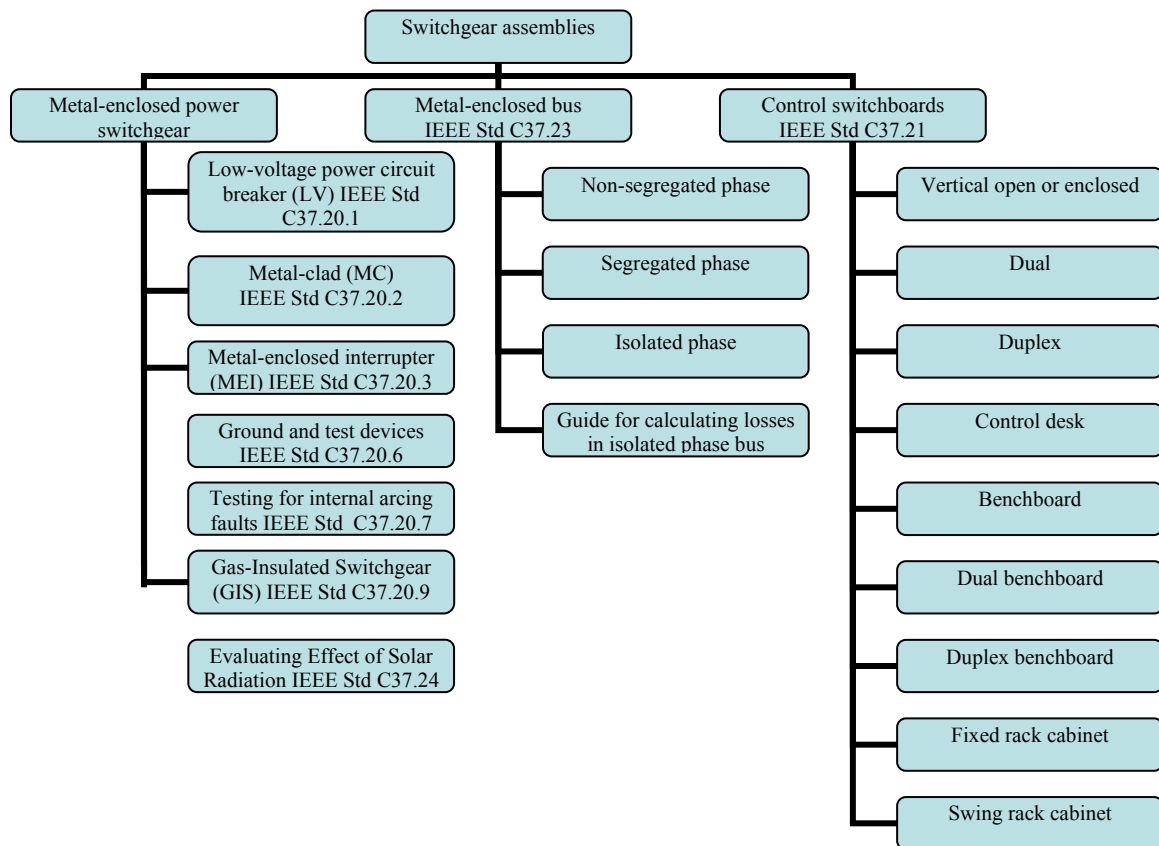 Switchgear assemblies
Metal-enclosed power
switchgear
Metal-enclosed bus
IEEE Std C37.23
Control switchboards
IEEE Std C37.21
Low-voltage power circuit
breaker (LV) IEEE Std
C37.20.1
Metal-clad (MC)
IEEE Std C37.20.2
Metal-enclosed interrupter
(MEI) IEEE Std C37.20.3
Ground and test devices
IEEE Std C37.20.6
Testing for internal arcing
faults IEEE Std C37.20.7
Gas-Insulated Switchgear
(GIS) IEEE Std C37.20.9
Evaluating Effect of Solar
Radiation IEEE Std C37.24
Non-segregated phase
Segregated phase
Isolated phase
Guide for calculating losses
in isolated phase bus
Vertical open or enclosed
Dual
Duplex
Control desk
Benchboard
Dual benchboard
Duplex benchboard
Fixed rack cabinet
Swing rack cabinet